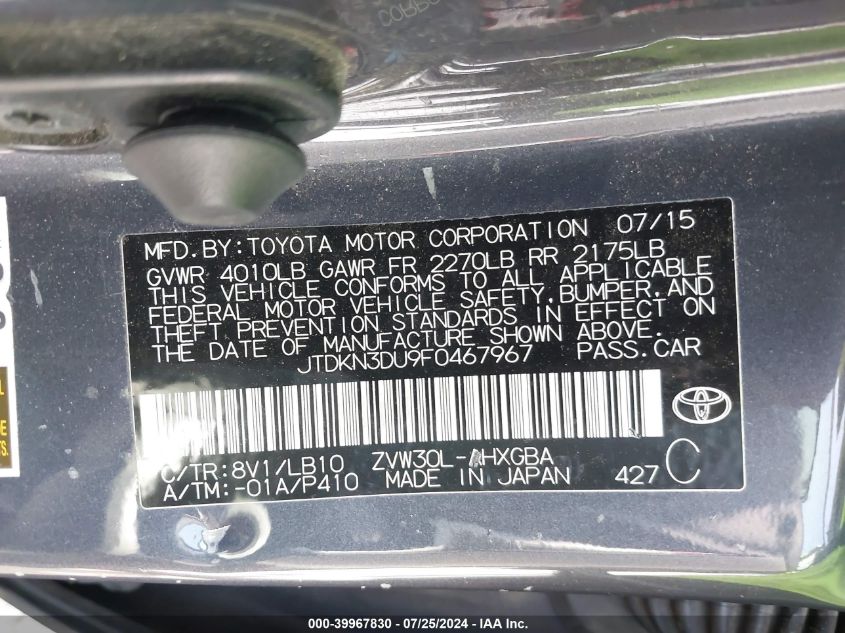 CORPO
MFD. BY: TOYOTA MOTOR CORPORATION 07/15
GVWR 4010LB GAWR FR 2270LB RR 2175LB
THIS VEHICLE CONFORMS TO ALL APPLICABLE
FEDERAL MOTOR VEHICLE SAFETY, BUMPER, AND
THEFT PREVENTION STANDARDS IN EFFECT ON
THE DATE OF MANUFACTURE SHOWN ABOVE.
JTDKN3DU9F0467967 PASS. CAR
C/TR: 8V1/LB10 ZVW30L-AHXGBA
A/TM: -01A/P410 MADE IN JAPAN 427 C
000-39967830 - 07/25/2024 - IAA Inc.